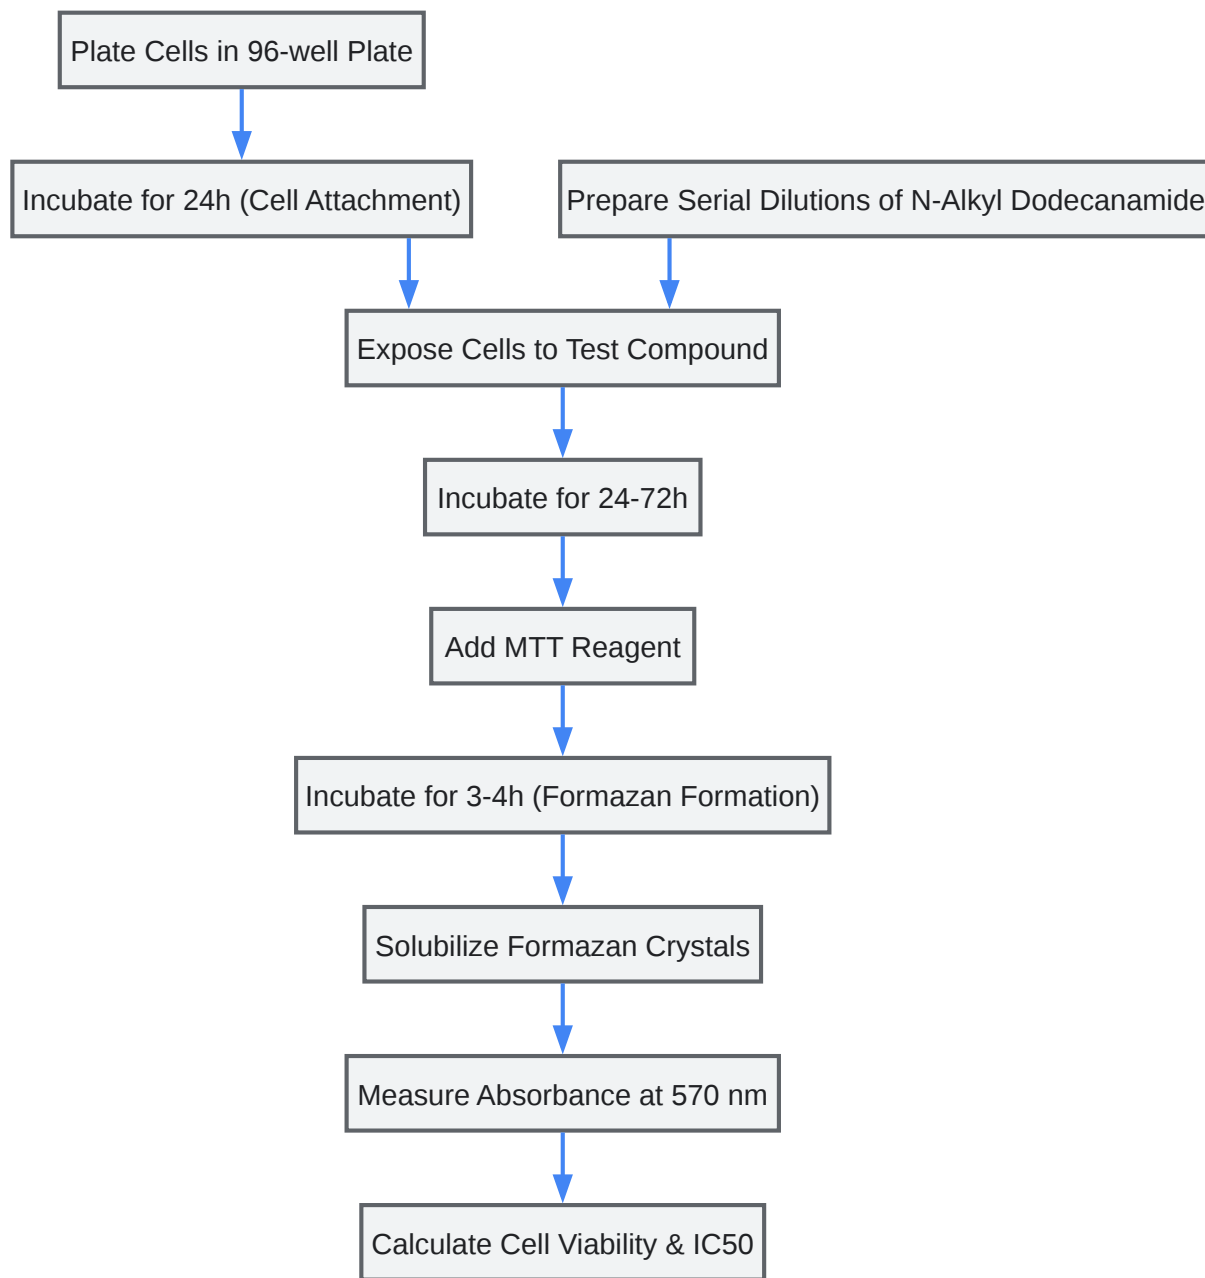 Plate Cells in 96-well Plate
Incubate for 24h (Cell Attachment)
Prepare Serial Dilutions of N-Alkyl Dodecanamide
Expose Cells to Test Compound
Incubate for 24-72h
Add MTT Reagent
Incubate for 3-4h (Formazan Formation)
Solubilize Formazan Crystals
Measure Absorbance at 570 nm
Calculate Cell Viability & IC50